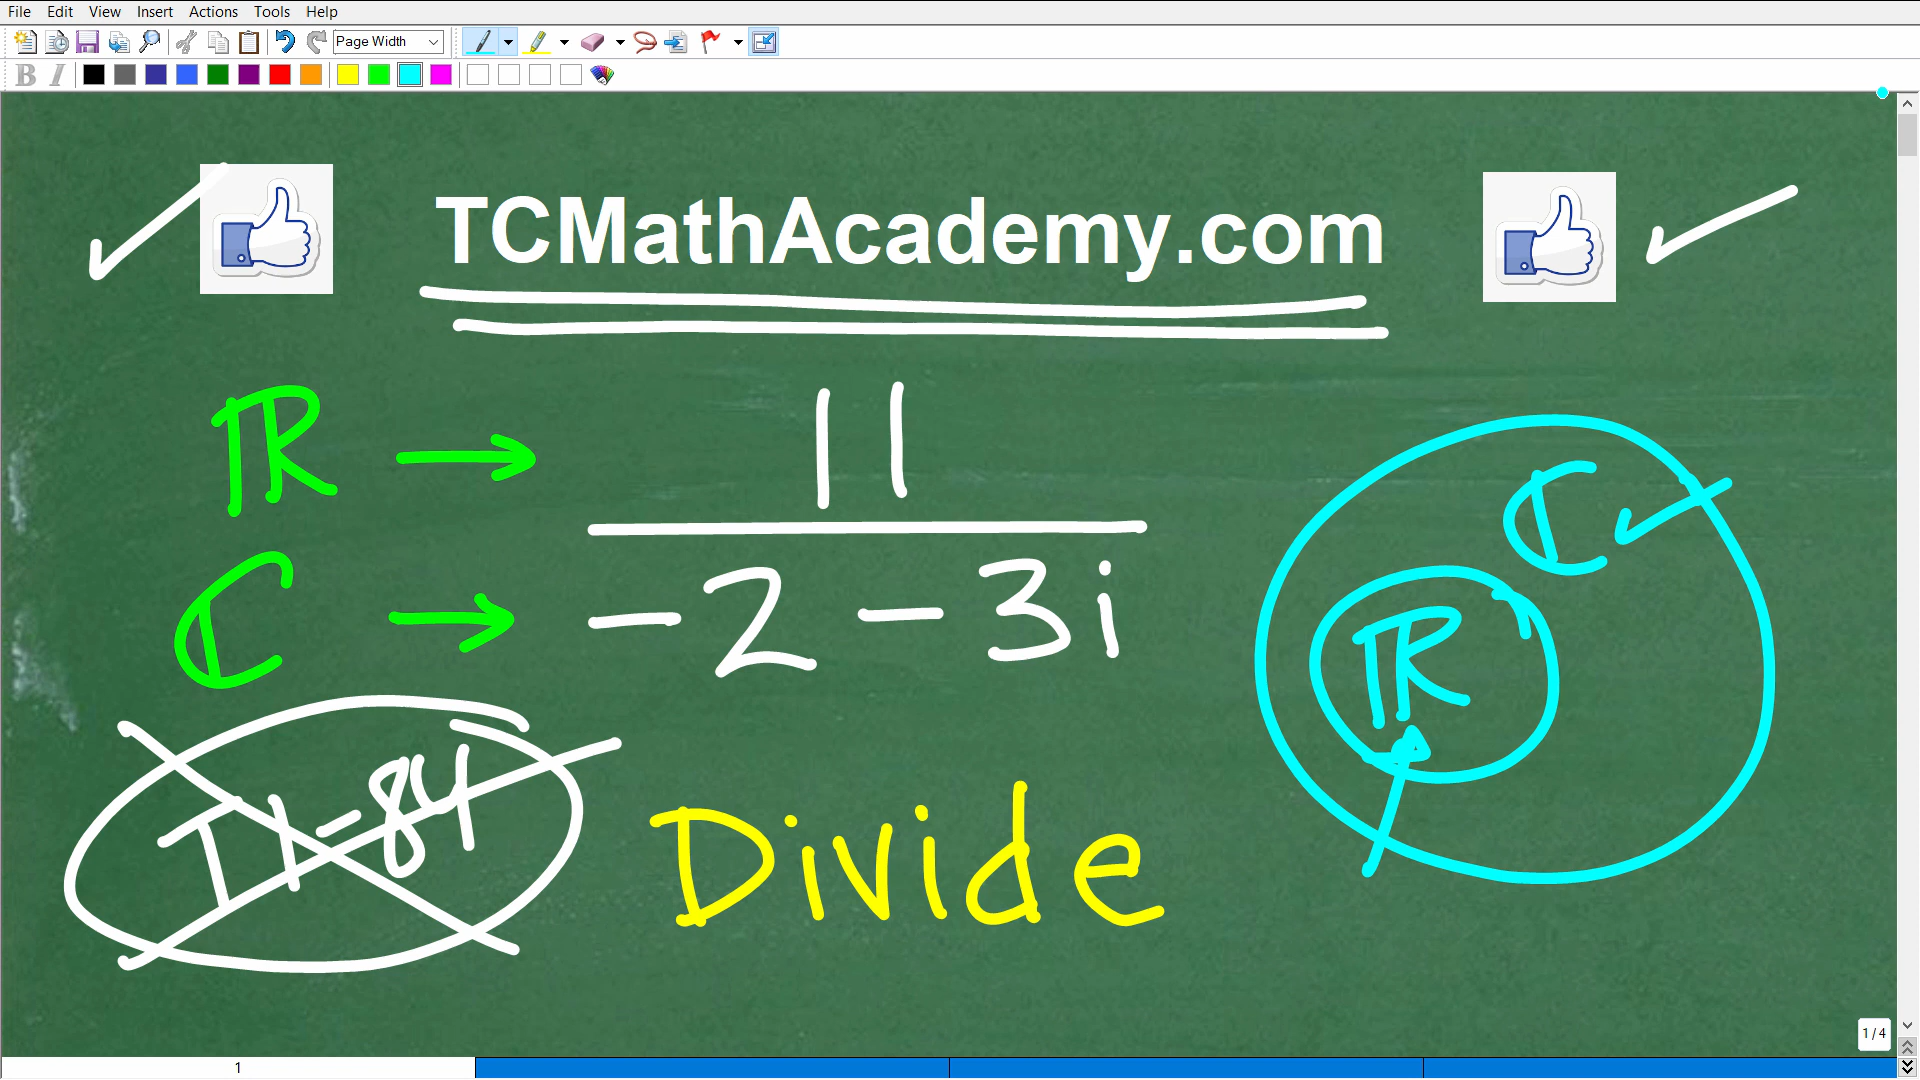 File Edit View Insert Actions Tools Help
Page Width
B I
TCMathAcademy.com
ℝ → 11
ℂ → -2 - 3i
ℂ
ℝ
TI-84
Divide
1 / 4
1